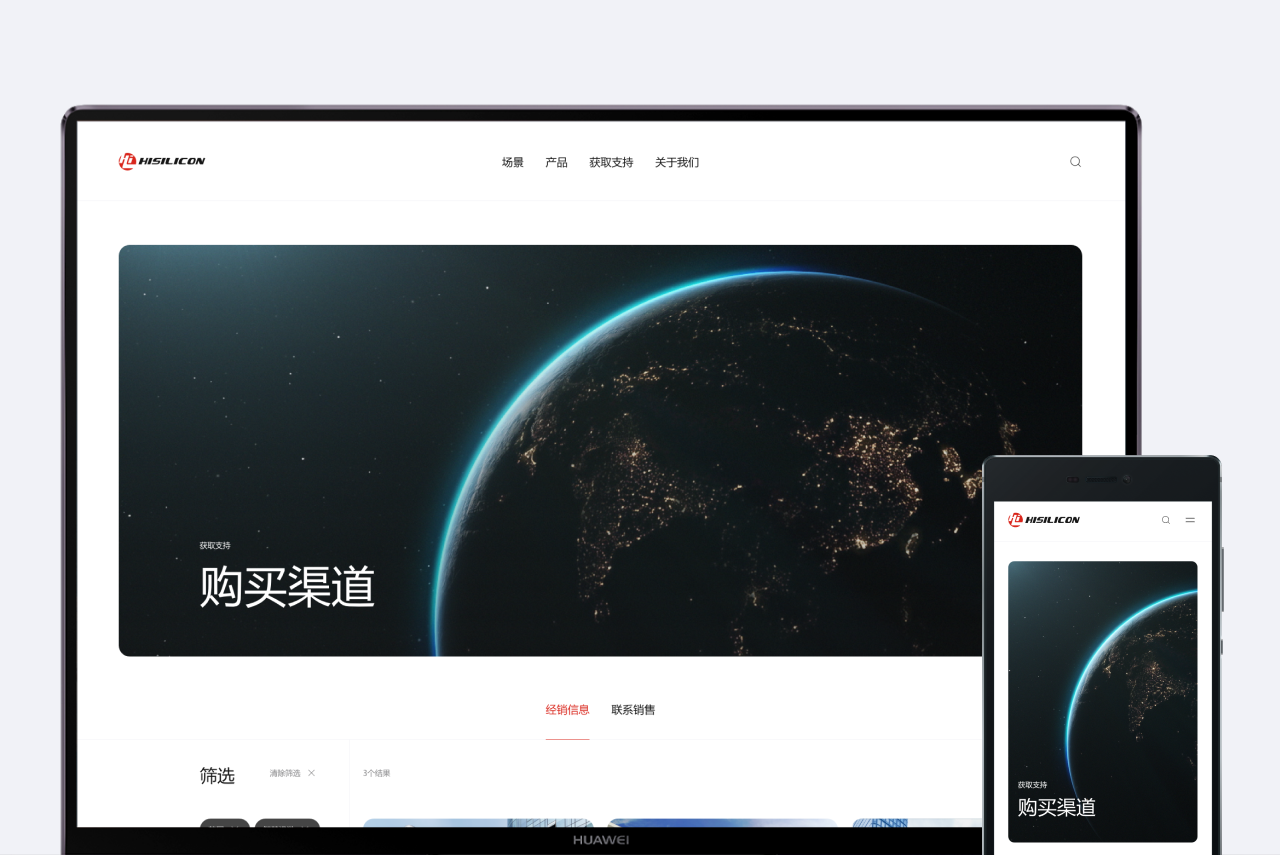 Hi HISILICON
场景 产品 获取支持 关于我们
获取支持
购买渠道
经销信息 联系销售
筛选 清除筛选
3个结果
HUAWEI
Hi HISILICON
获取支持
购买渠道